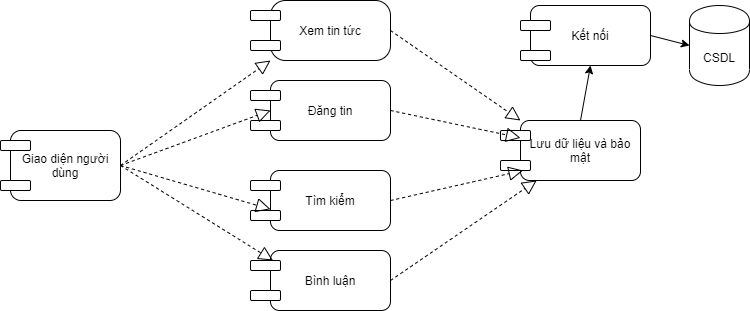 Xem tin tức
Kết nối
CSDL
Đăng tin
Giao diện người
dùng
Lưu dữ liệu và bảo
mật
Tìm kiếm
Bình luận